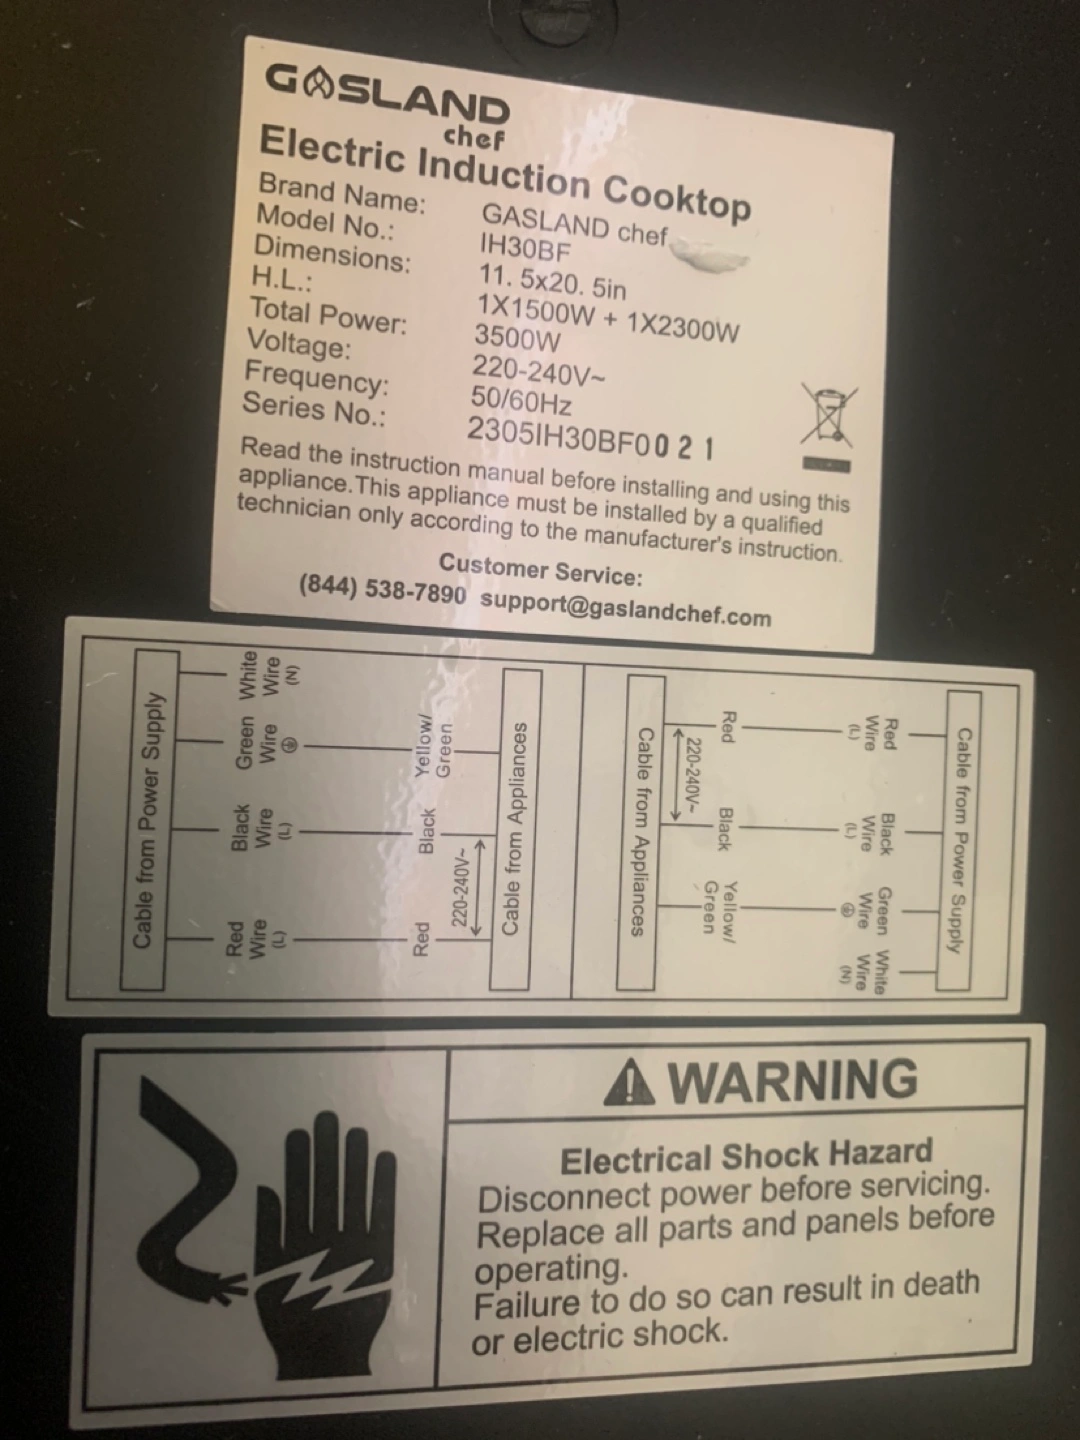 GASLAND
chef
Electric Induction Cooktop
Brand Name: GASLAND chef
Model No.: IH30BF
Dimensions: 11. 5x20. 5in
H.L.: 1X1500W + 1X2300W
Total Power: 3500W
Voltage: 220-240V~
Frequency: 50/60Hz
Series No.: 2305IH30BF0021
Read the instruction manual before installing and using this
appliance.This appliance must be installed by a qualified
technician only according to the manufacturer's instruction.
Customer Service:
(844) 538-7890 support@gaslandchef.com
Cable from Power Supply
White
Wire
(N)
Green
Wire
Black
Wire
(L)
Red
Wire
(L)
Yellow/
Green
Black
Red
220-240V~
Cable from Appliances
Cable from Appliances
220-240V~
Red
Black
Yellow/
Green
Red
Wire
(L)
Black
Wire
(L)
Green
Wire
White
Wire
(N)
Cable from Power Supply
WARNING
Electrical Shock Hazard
Disconnect power before servicing.
Replace all parts and panels before
operating.
Failure to do so can result in death
or electric shock.